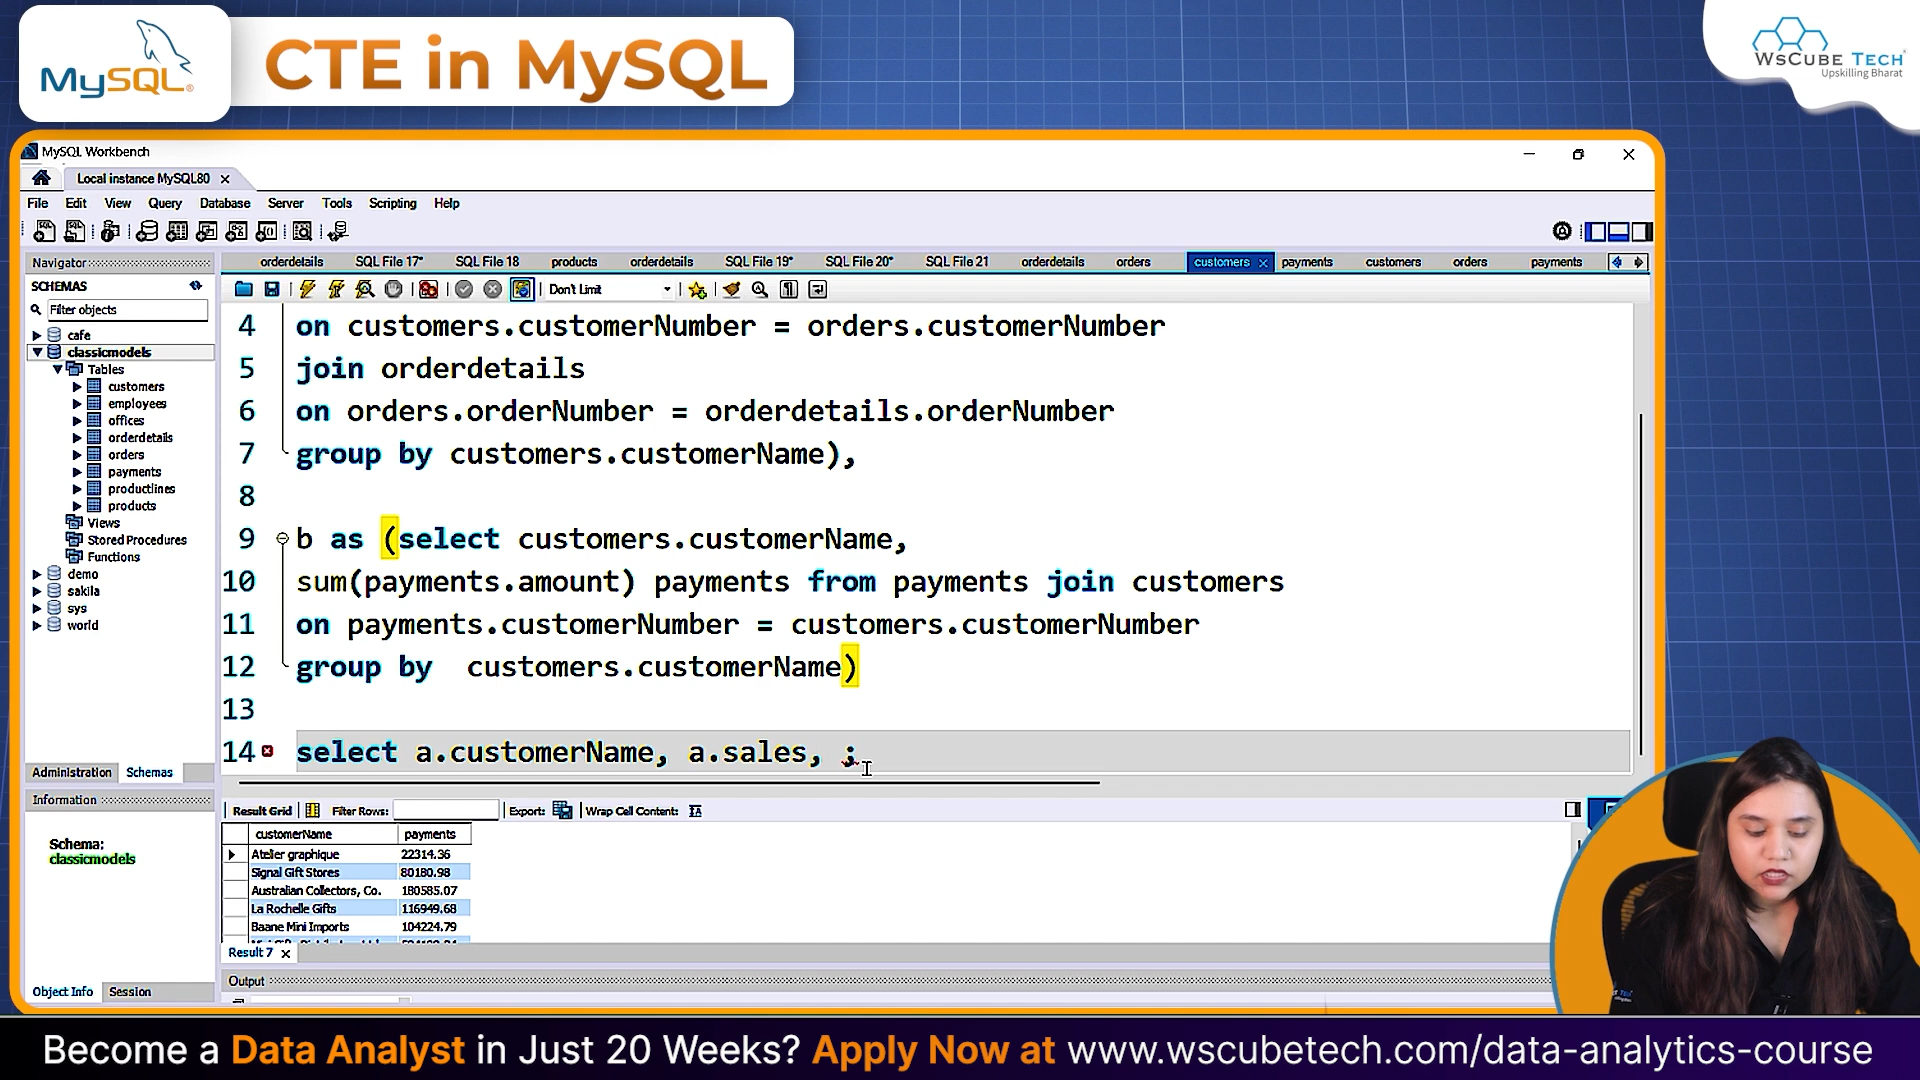 MySQL®
CTE in MySQL
WsCube Tech
Upskilling Bharat
MySQL Workbench
Local instance MySQL80
File Edit View Query Database Server Tools Scripting Help
Navigator
orderdetails SQL File 17* SQL File 18 products orderdetails SQL File 19* SQL File 20* SQL File 21 orderdetails orders customers payments customers orders payments
SCHEMAS
Don't Limit
Filter objects
cafe
classicmodels
Tables
customers
employees
offices
orderdetails
orders
payments
productlines
products
Views
Stored Procedures
Functions
demo
sakila
sys
world
4 on customers.customerNumber = orders.customerNumber
5 join orderdetails
6 on orders.orderNumber = orderdetails.orderNumber
7 group by customers.customerName),
8
9 b as (select customers.customerName,
10 sum(payments.amount) payments from payments join customers
11 on payments.customerNumber = customers.customerNumber
12 group by  customers.customerName)
13
14 select a.customerName, a.sales, ;
Administration Schemas
Information
Schema:
classicmodels
Object Info Session
Result Grid Filter Rows: Export: Wrap Cell Content:
customerName payments
Atelier graphique 22314.36
Signal Gift Stores 80180.98
Australian Collectors, Co. 180585.07
La Rochelle Gifts 116949.68
Baane Mini Imports 104224.79
Result 7
Output
Become a Data Analyst in Just 20 Weeks? Apply Now at www.wscubetech.com/data-analytics-course